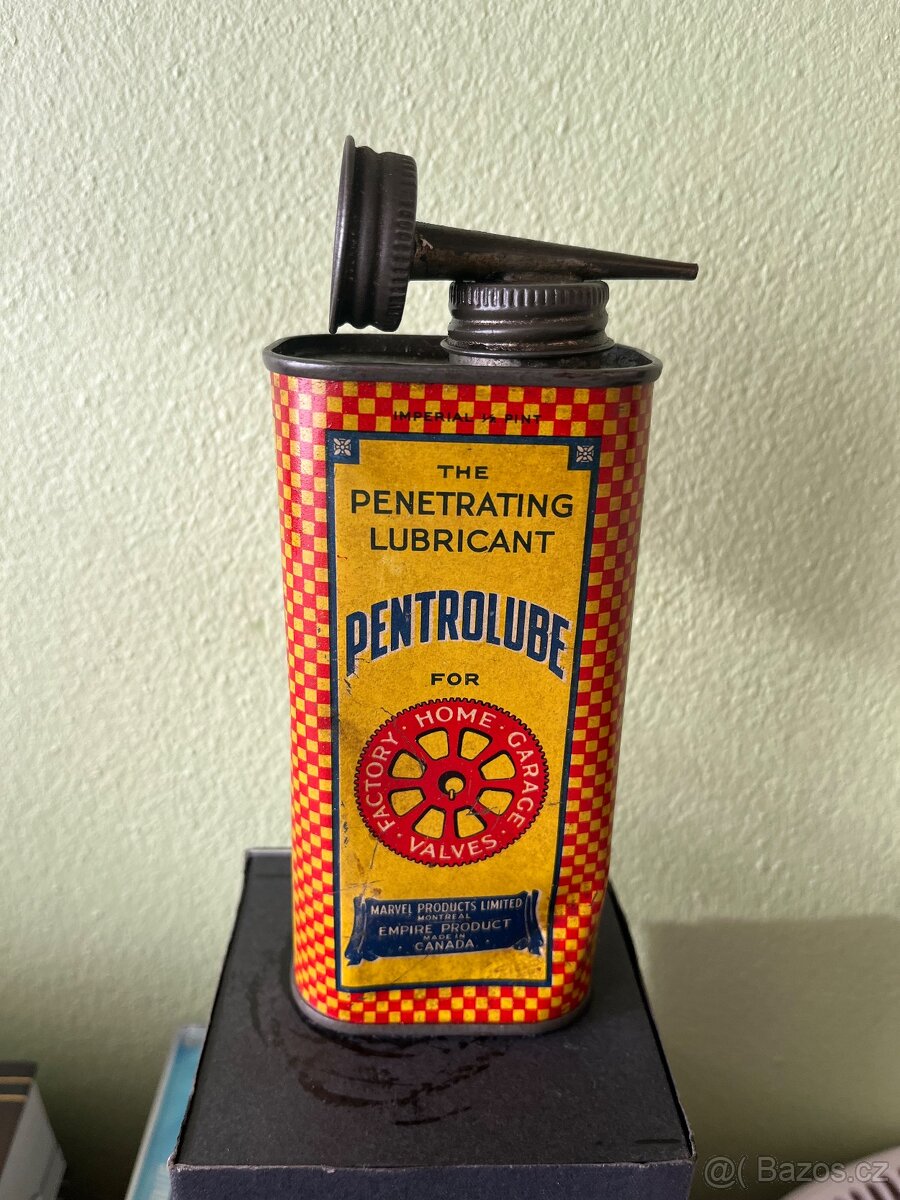 IMPERIAL ½ PINT
THE
PENETRATING
LUBRICANT
PENTROLUBE
FOR
FACTORY · HOME · GARAGE · VALVES ·
MARVEL PRODUCTS LIMITED
MONTREAL
EMPIRE PRODUCT
MADE IN
CANADA
@( Bazos.cz